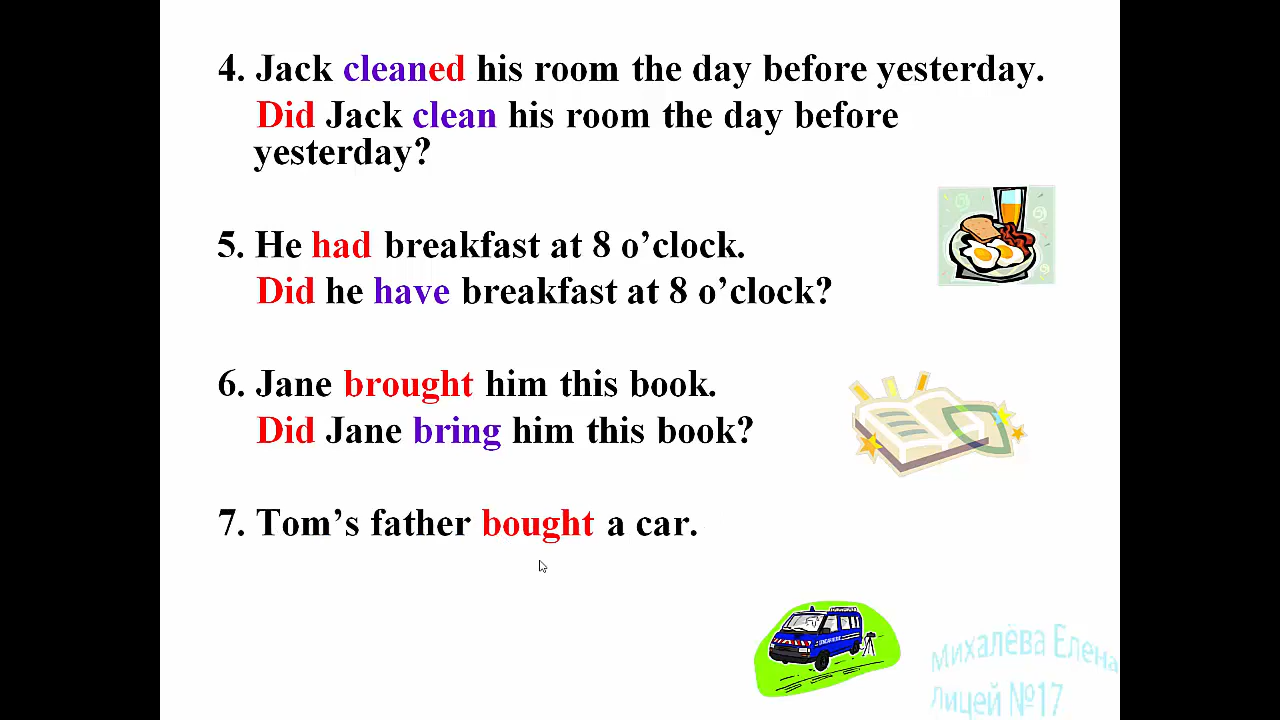 4. Jack cleaned his room the day before yesterday.
Did Jack clean his room the day before
yesterday?
5. He had breakfast at 8 o’clock.
Did he have breakfast at 8 o’clock?
6. Jane brought him this book.
Did Jane bring him this book?
7. Tom’s father bought a car.
Михалёва Елена
Лицей №17